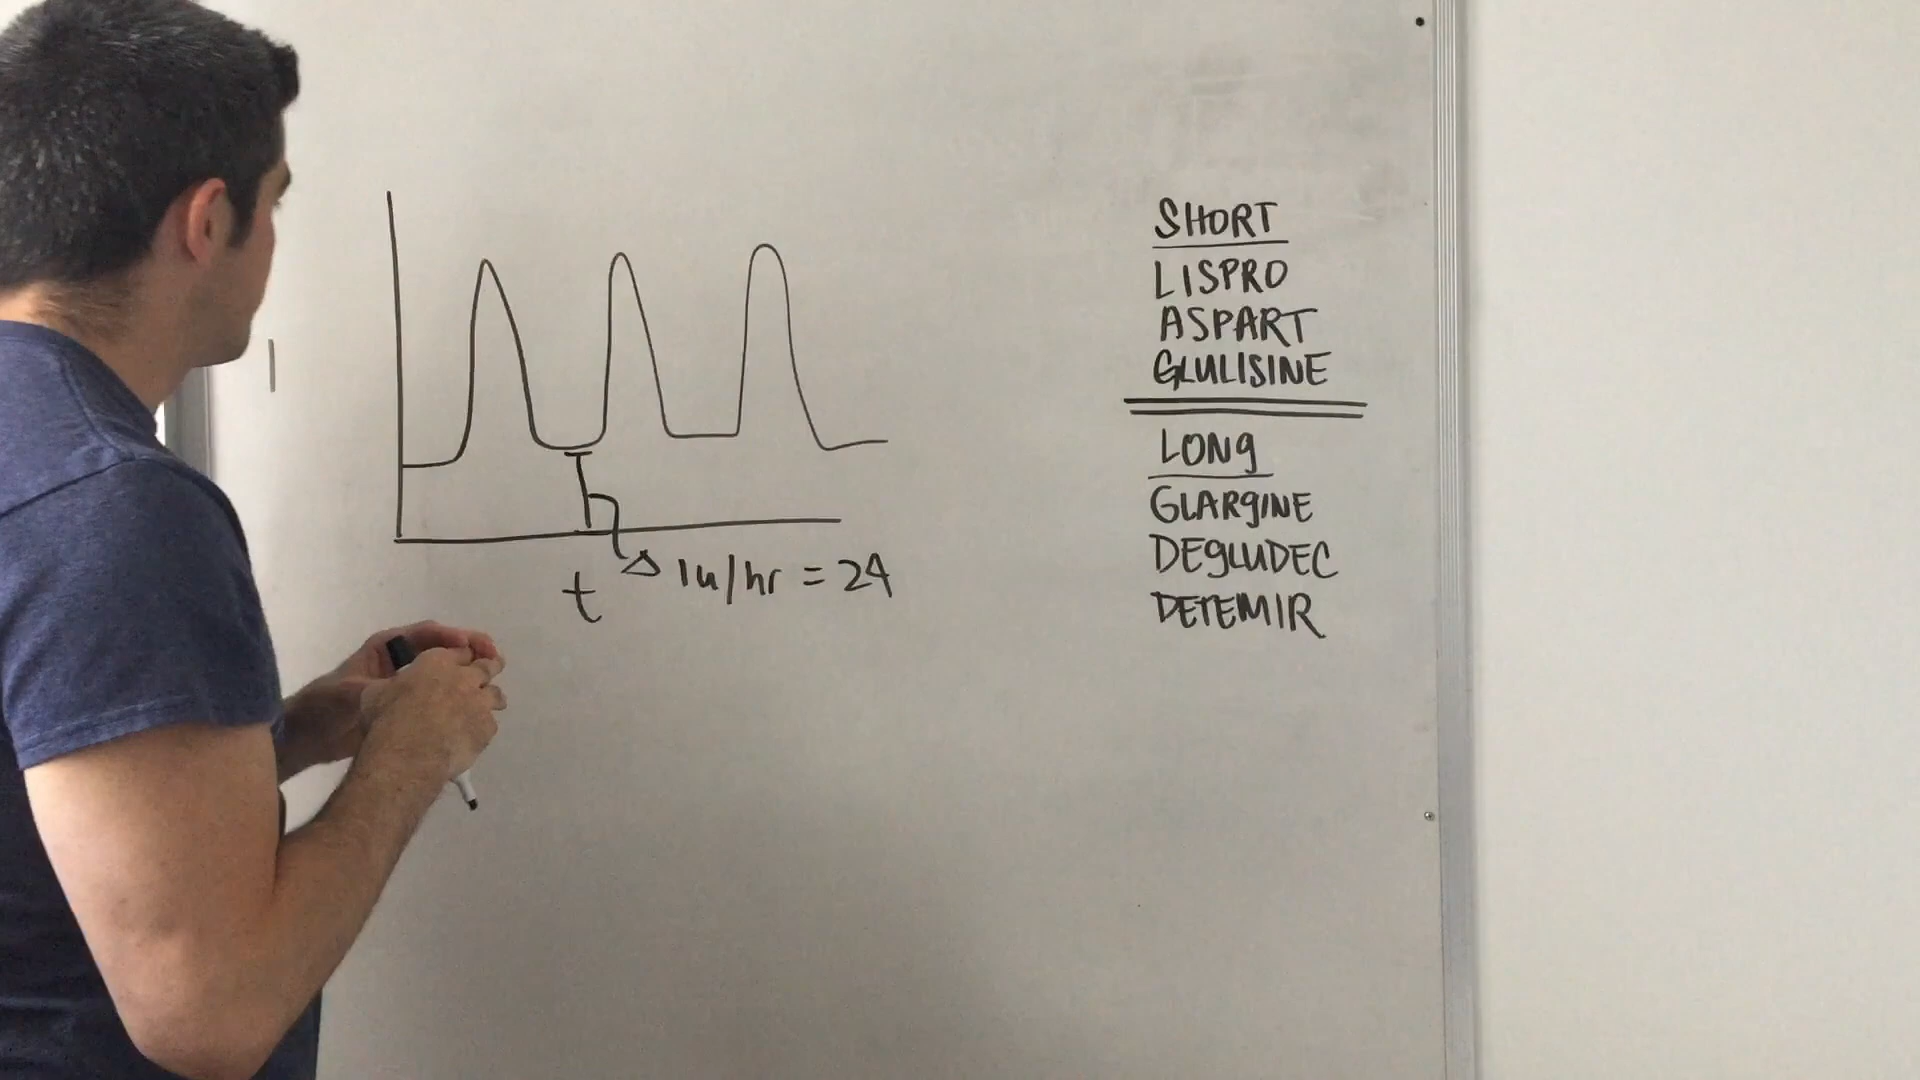 t
Δ 1u/hr = 24
SHORT
LISPRO
ASPART
GLULISINE
LONG
GLARGINE
DEGLUDEC
DETEMIR